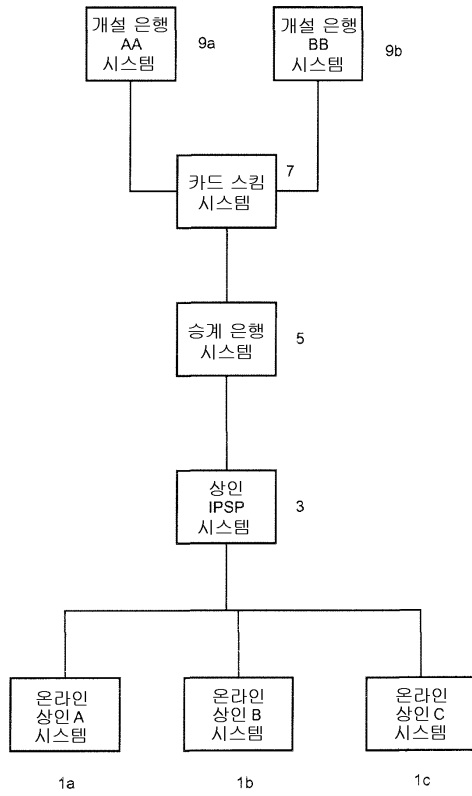 개설 은행
AA
시스템
9a
개설 은행
BB
시스템
9b
카드 스킴
시스템
7
승계 은행
시스템
5
상인
IPSP
시스템
3
온라인
상인 A
시스템
1a
온라인
상인 B
시스템
1b
온라인
상인 C
시스템
1c